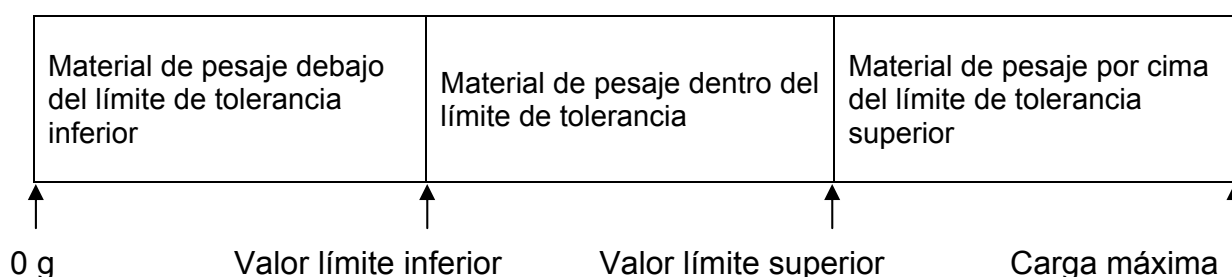 Material de pesaje debajo
del límite de tolerancia
inferior
Material de pesaje dentro del
límite de tolerancia
Material de pesaje por cima
del límite de tolerancia
superior
0 g
Valor límite inferior
Valor límite superior
Carga máxima